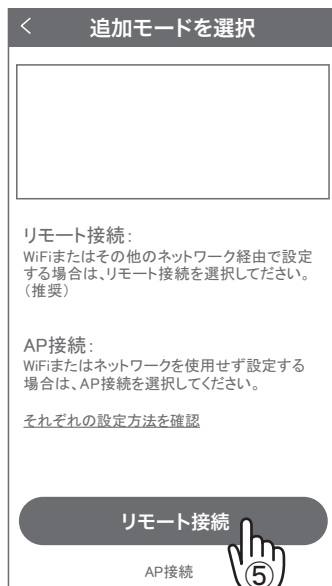 追加モードを選択
リモート接続：
WiFiまたはその他のネットワーク経由で設定
する場合は、リモート接続を選択してださい。
（推奨）
AP接続：
WiFiまたはネットワークを使用せず設定する
場合は、AP接続を選択してください。
それぞれの設定方法を確認
リモート接続
AP接続
⑤